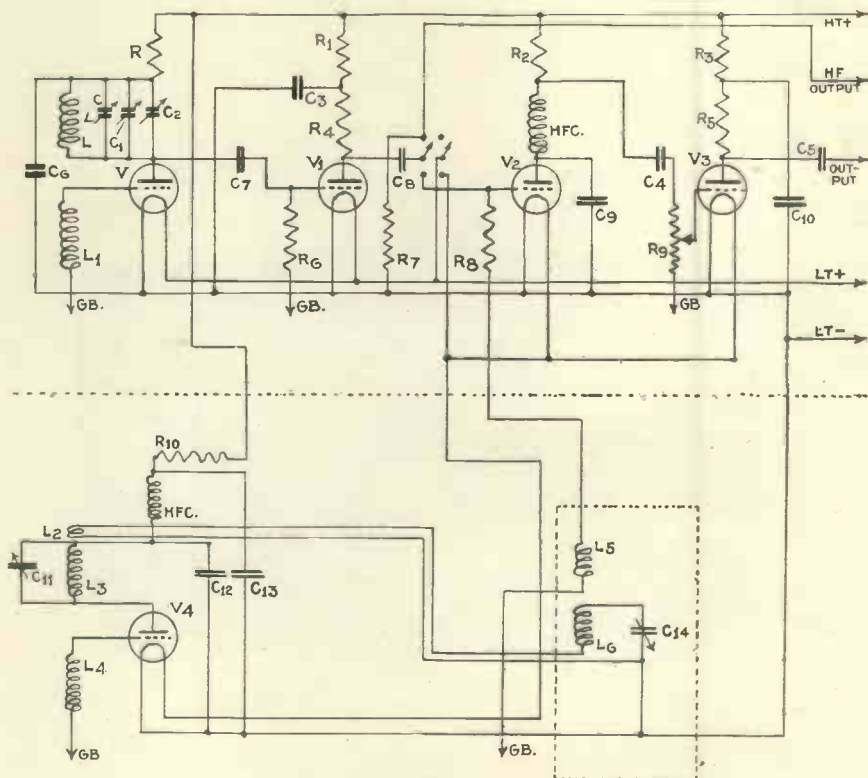 HT+
R
R1
R2
R3
HF
OUTPUT
C
C3
L
L
C1
C2
R4
HFC.
R5
C5
OUT-
PUT
V
V1
V2
V3
C6
C7
C8
C4
C9
C10
L1
R6
R7
R8
R9
LT+
GB.
GB.
GB
LT-
R10
HFC.
L2
C11
L3
C12
C13
L5
V4
L6
C14
L4
GB
GB.